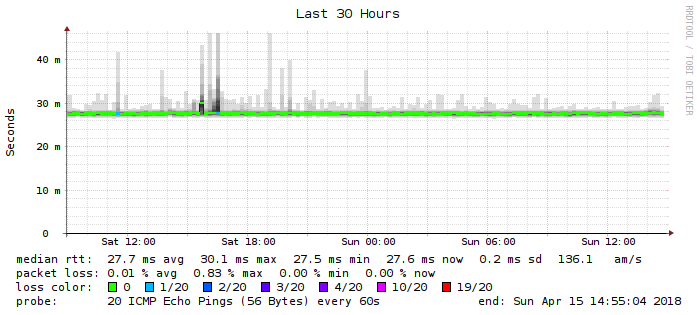 Last 30 Hours
RRDTOOL / TOBI OETIKER
Seconds
40 m
30 m
20 m
10 m
0
Sat 12:00 Sat 18:00 Sun 00:00 Sun 06:00 Sun 12:00
median rtt: 27.7 ms avg 30.1 ms max 27.5 ms min 27.6 ms now 0.2 ms sd 136.1 am/s
packet loss: 0.01 % avg 0.83 % max 0.00 % min 0.00 % now
loss color: 0 1/20 2/20 3/20 4/20 10/20 19/20
probe: 20 ICMP Echo Pings (56 Bytes) every 60s end: Sun Apr 15 14:55:04 2018